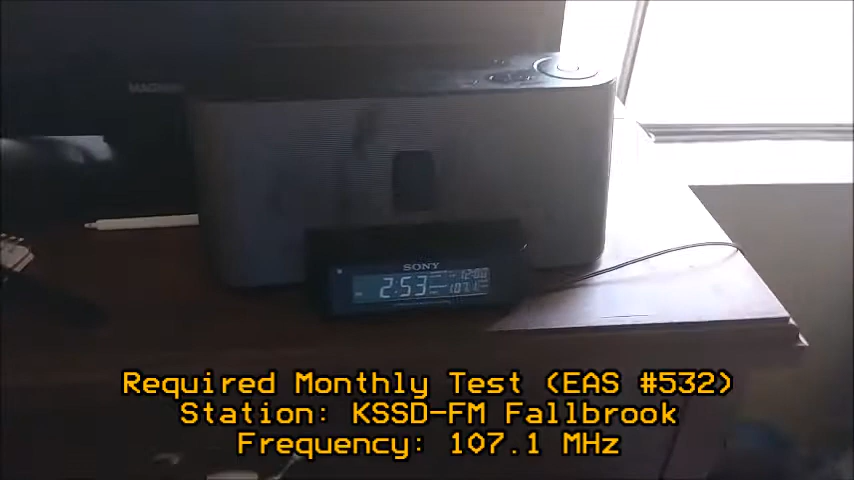 MAGNAVOX
SONY
12:00
2:53
107.1
Required Monthly Test (EAS #532)
Station: KSSD-FM Fallbrook
Frequency: 107.1 MHz